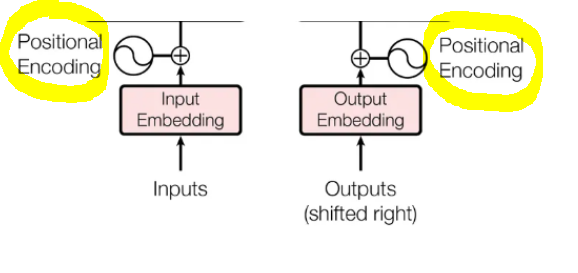 Positional
Encoding
Positional
Encoding
Input
Embedding
Output
Embedding
Inputs
Outputs
(shifted right)